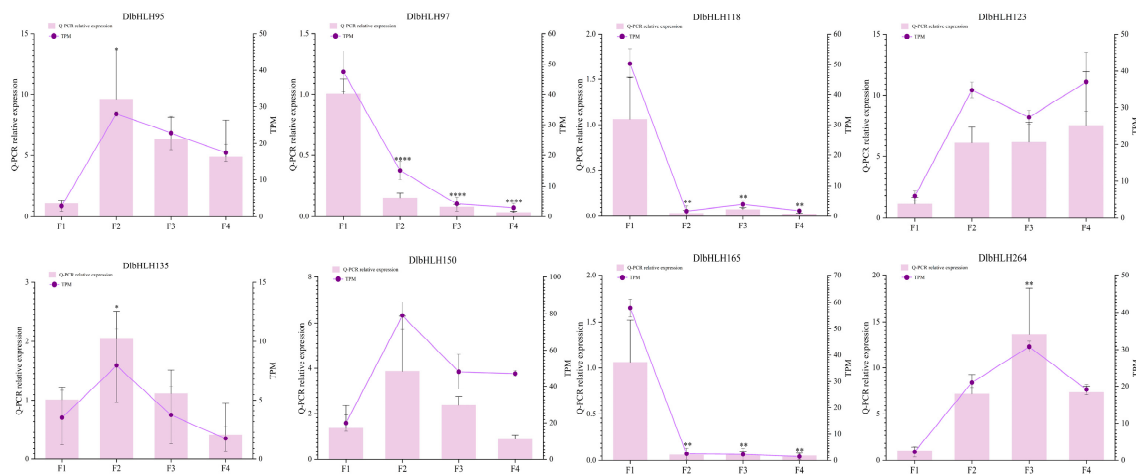 DlbHLH95
Q-PCR relative expression
TPM
Q-PCR relative expression
15
10
5
0
50
40
30
20
10
0
TPM
*
F1 F2 F3 F4
DlbHLH97
Q-PCR relative expression
TPM
Q-PCR relative expression
1.5
1.0
0.5
0.0
60
50
40
30
20
10
0
TPM
**** **** ****
F1 F2 F3 F4
DlbHLH118
Q-PCR relative expression
TPM
Q-PCR relative expression
2.0
1.5
1.0
0.5
0.0
60
50
40
30
20
10
0
TPM
** ** **
F1 F2 F3 F4
DlbHLH123
Q-PCR relative expression
TPM
Q-PCR relative expression
15
10
5
0
50
40
30
20
10
0
TPM
F1 F2 F3 F4
DlbHLH135
Q-PCR relative expression
TPM
Q-PCR relative expression
3
2
1
0
15
10
5
0
TPM
*
F1 F2 F3 F4
DlbHLH150
Q-PCR relative expression
TPM
Q-PCR relative expression
8
6
4
2
0
100
80
60
40
20
0
TPM
F1 F2 F3 F4
DlbHLH165
Q-PCR relative expression
TPM
Q-PCR relative expression
2.0
1.5
1.0
0.5
0.0
70
60
50
40
30
20
10
0
TPM
** ** **
F1 F2 F3 F4
DlbHLH264
Q-PCR relative expression
TPM
Q-PCR relative expression
20
15
10
5
0
50
40
30
20
10
0
TPM
**
F1 F2 F3 F4